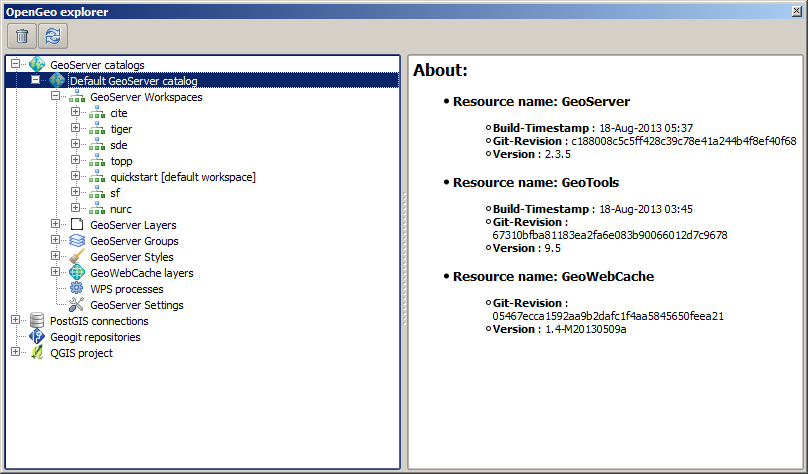 OpenGeo explorer
GeoServer catalogs
Default GeoServer catalog
GeoServer Workspaces
cite
tiger
sde
topp
quickstart [default workspace]
sf
nurc
GeoServer Layers
GeoServer Groups
GeoServer Styles
GeoWebCache layers
WPS processes
GeoServer Settings
PostGIS connections
Geogit repositories
QGIS project
About:
Resource name: GeoServer
Build-Timestamp : 18-Aug-2013 05:37
Git-Revision : c188008c5c5ff428c39c78e41a244b4f8ef40f68
Version : 2.3.5
Resource name: GeoTools
Build-Timestamp : 18-Aug-2013 03:45
Git-Revision :
67310bfba81183ea2fa6e083b90066012d7c9678
Version : 9.5
Resource name: GeoWebCache
Git-Revision :
05467ecca1592aa9b2dafc1f4aa5845650feea21
Version : 1.4-M20130509a